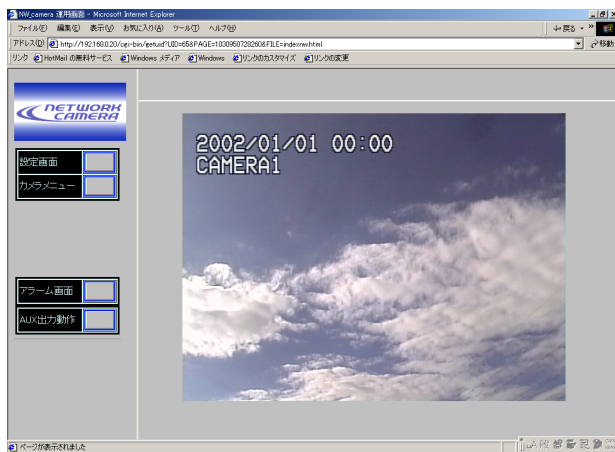 NW_camera 運用画面 - Microsoft Internet Explorer
ファイル(F) 編集(E) 表示(V) お気に入り(A) ツール(T) ヘルプ(H)
戻る
アドレス(D) http://192.168.0.20/cgi-bin/getuid?UID=65&PAGE=1030950728260&FILE=indexnw.html
移動
リンク HotMail の無料サービス Windows メディア Windows リンクのカスタマイズ リンクの変更
NETWORK
CAMERA
設定画面
カメラメニュー
アラーム画面
AUX出力動作
2002/01/01 00:00
CAMERA1
ページが表示されました